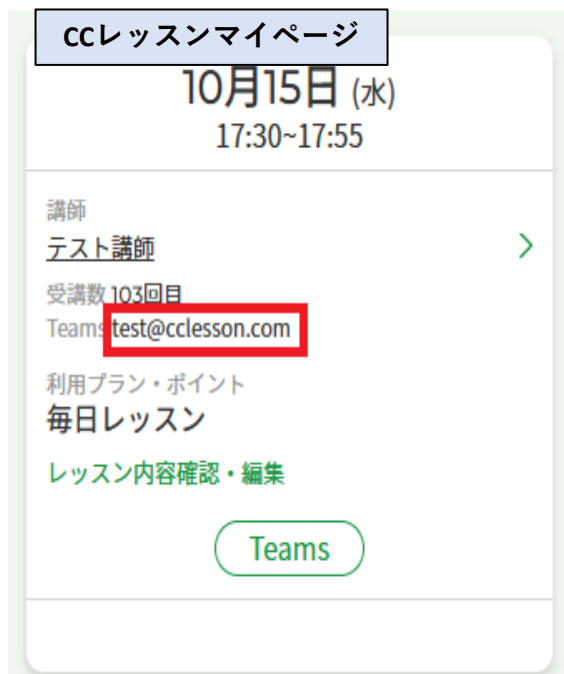 CCレッスンマイページ
10月15日 (水)
17:30~17:55
講師
テスト講師
受講数 103回目
Teams test@cclesson.com
利用プラン・ポイント
毎日レッスン
レッスン内容確認・編集
Teams